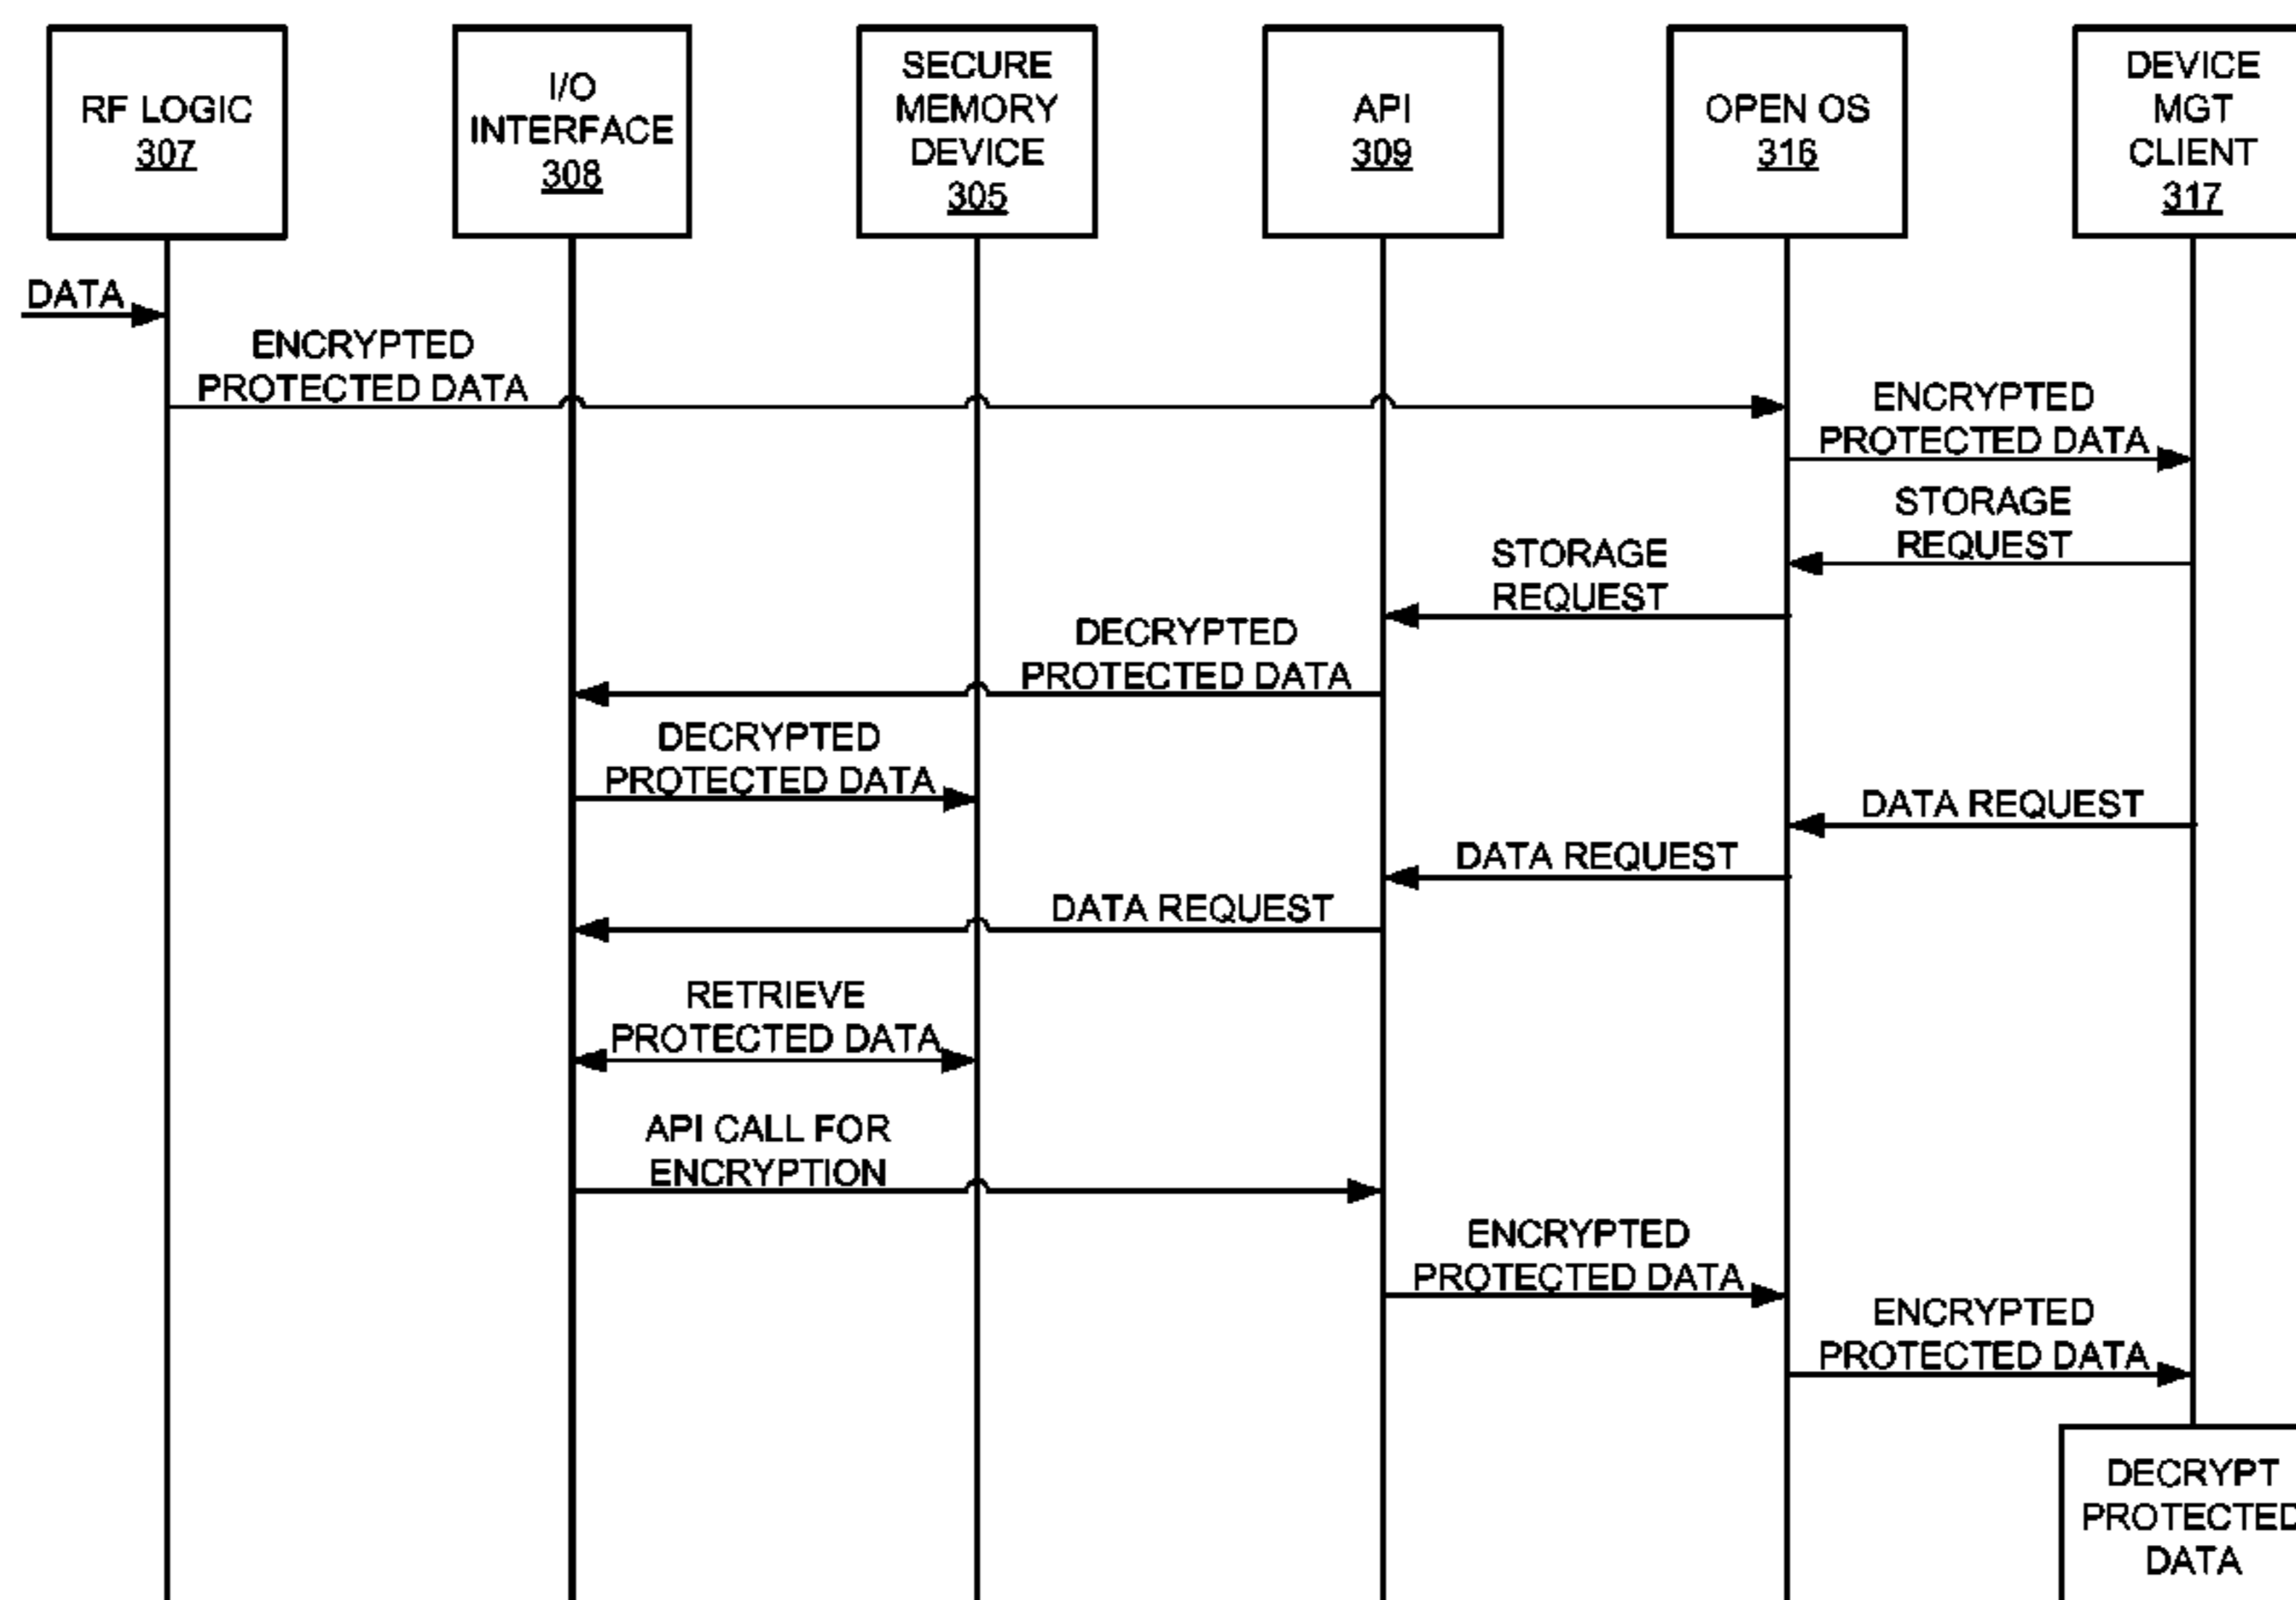 RF LOGIC
307
I/O
INTERFACE
308
SECURE
MEMORY
DEVICE
305
API
309
OPEN OS
316
DEVICE
MGT
CLIENT
317
DATA
ENCRYPTED
PROTECTED DATA
ENCRYPTED
PROTECTED DATA
STORAGE
REQUEST
STORAGE
REQUEST
DECRYPTED
PROTECTED DATA
DECRYPTED
PROTECTED DATA
DATA REQUEST
DATA REQUEST
DATA REQUEST
RETRIEVE
PROTECTED DATA
API CALL FOR
ENCRYPTION
ENCRYPTED
PROTECTED DATA
ENCRYPTED
PROTECTED DATA
DECRYPT
PROTECTED
DATA